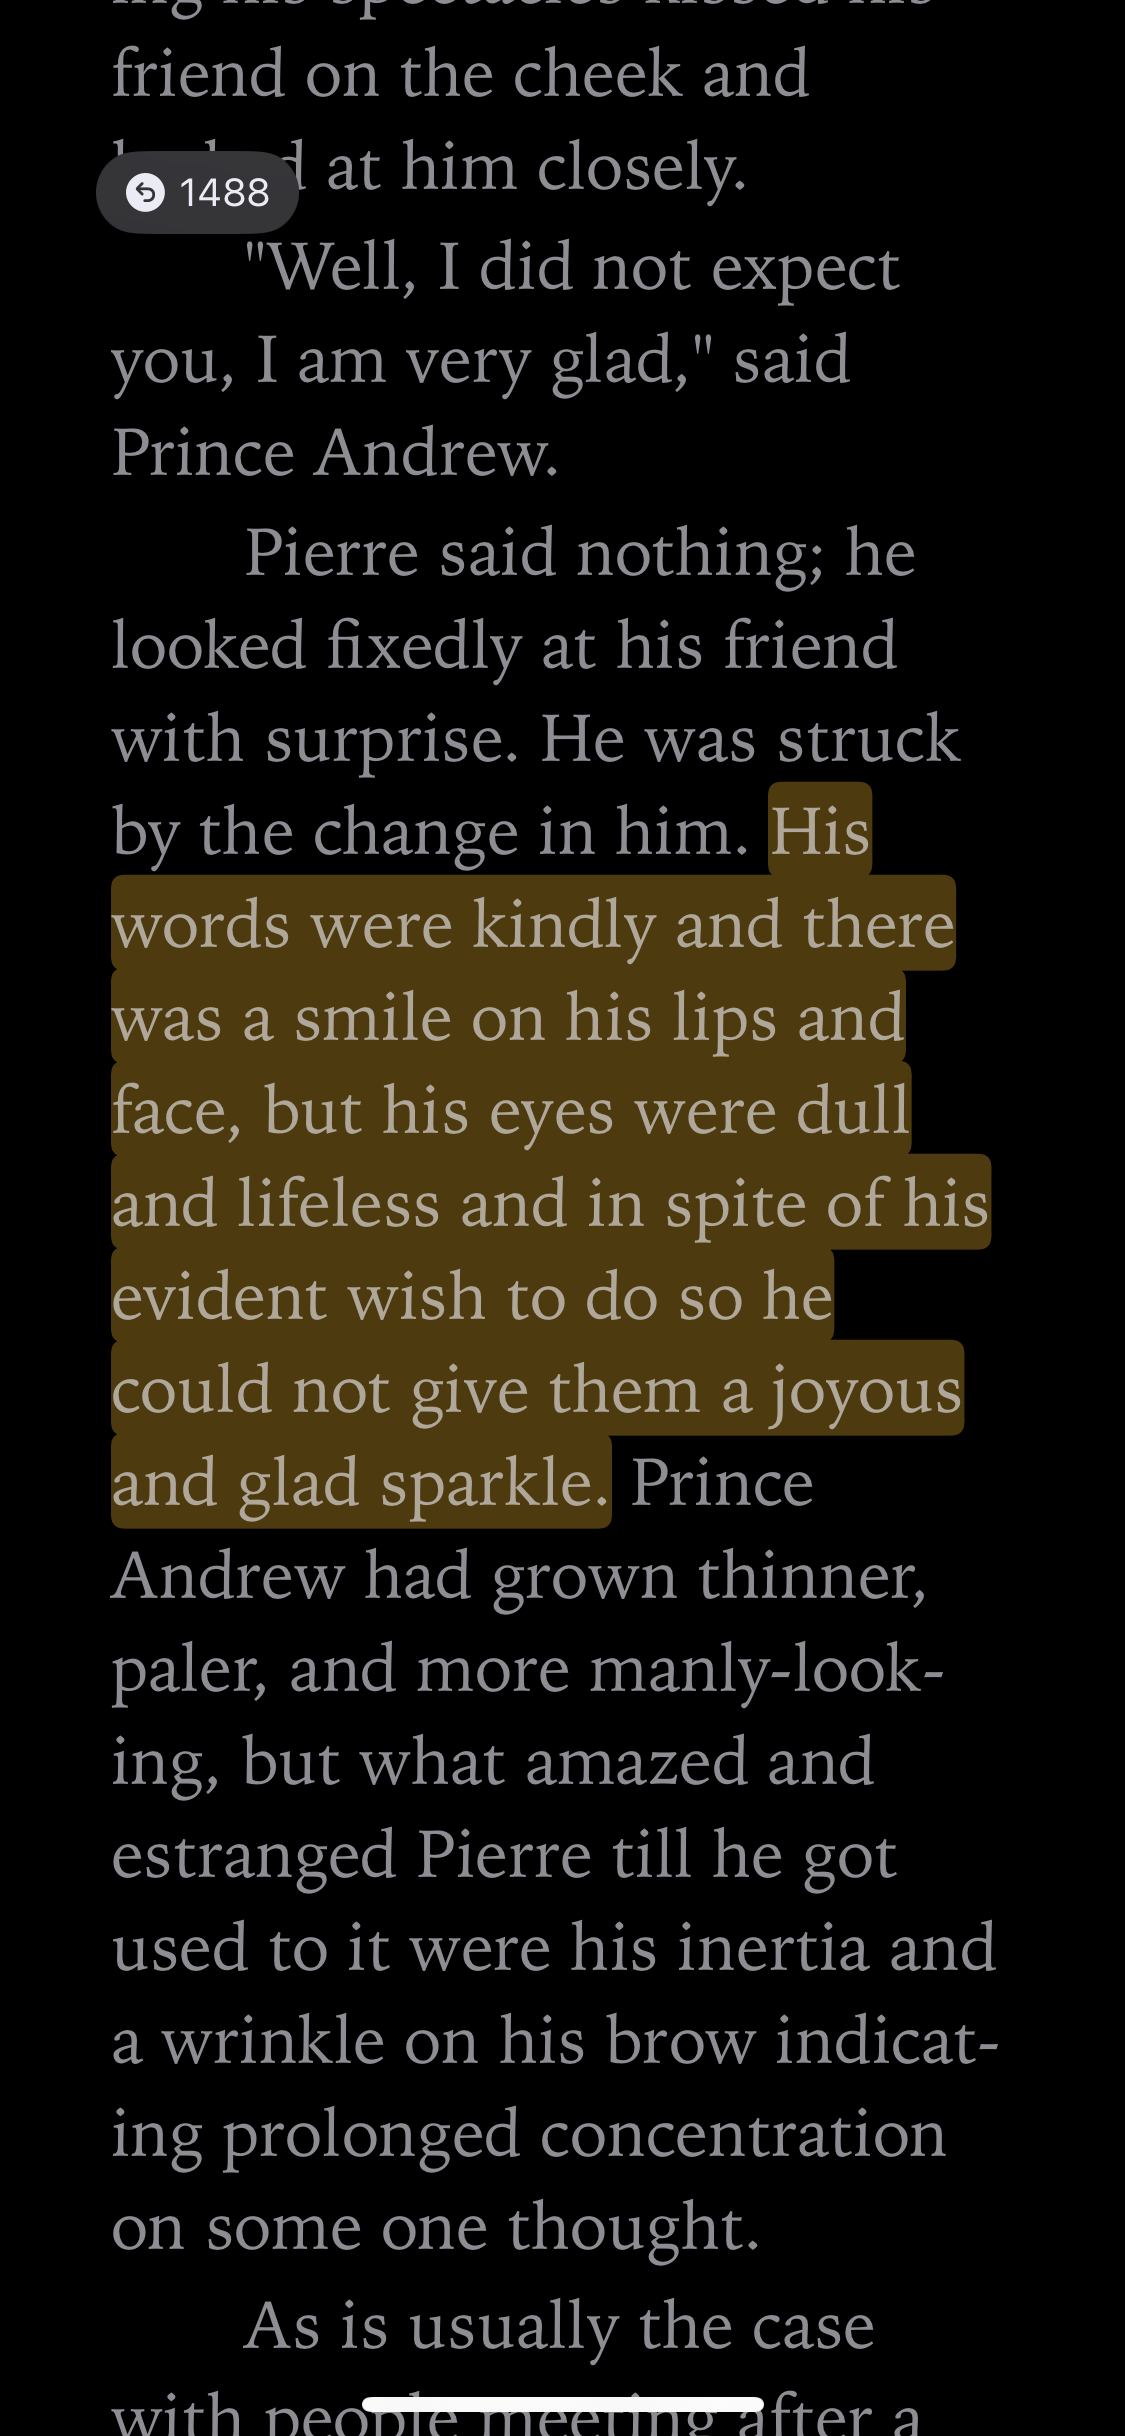 friend on the cheek and
at him closely.
1488
"Well, I did not expect
you, I am very glad," said
Prince Andrew.
Pierre said nothing; he
looked fixedly at his friend
with surprise. He was struck
by the change in him. His
words were kindly and there
was a smile on his lips and
face, but his eyes were dull
and lifeless and in spite of his
evident wish to do so he
could not give them a joyous
and glad sparkle. Prince
Andrew had grown thinner,
paler, and more manly-look-
ing, but what amazed and
estranged Pierre till he got
used to it were his inertia and
a wrinkle on his brow indicat-
ing prolonged concentration
on some one thought.
As is usually the case
with people meeting after a